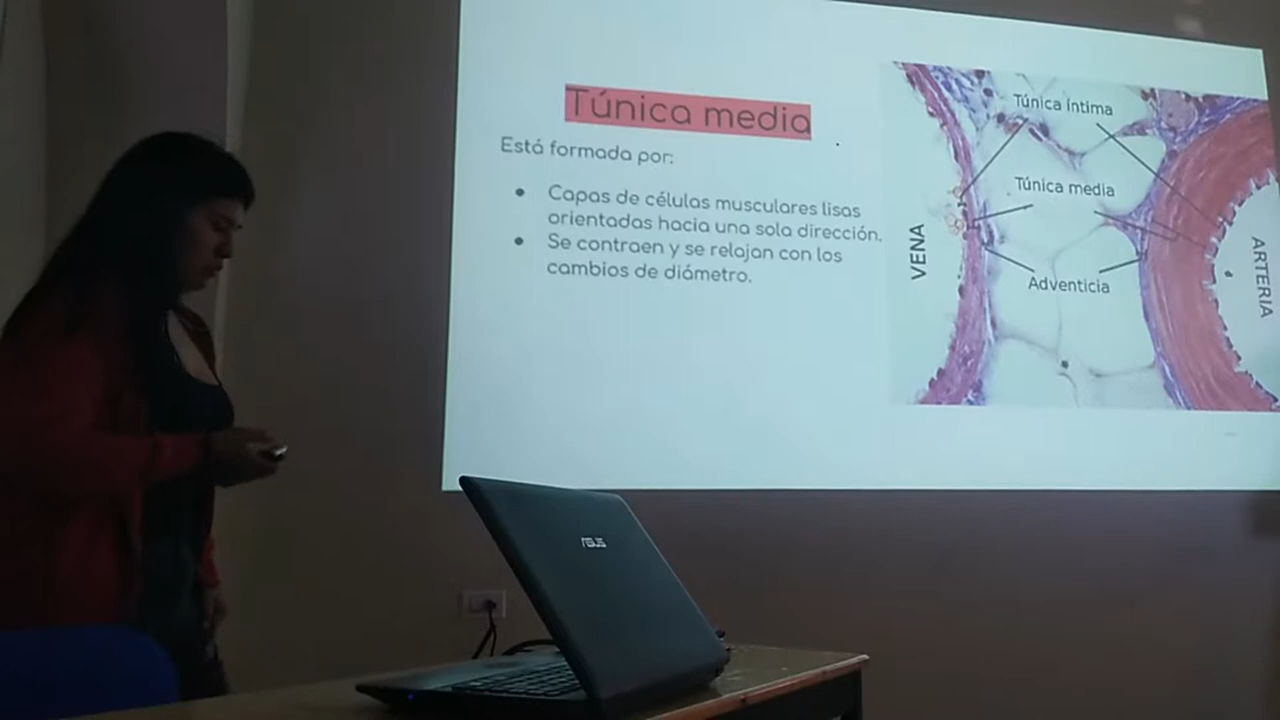 Túnica media
Está formada por:
• Capas de células musculares lisas
orientadas hacia una sola dirección.
• Se contraen y se relajan con los
cambios de diámetro.
Túnica íntima
Túnica media
Adventicia
VENA
ARTERIA
ASUS